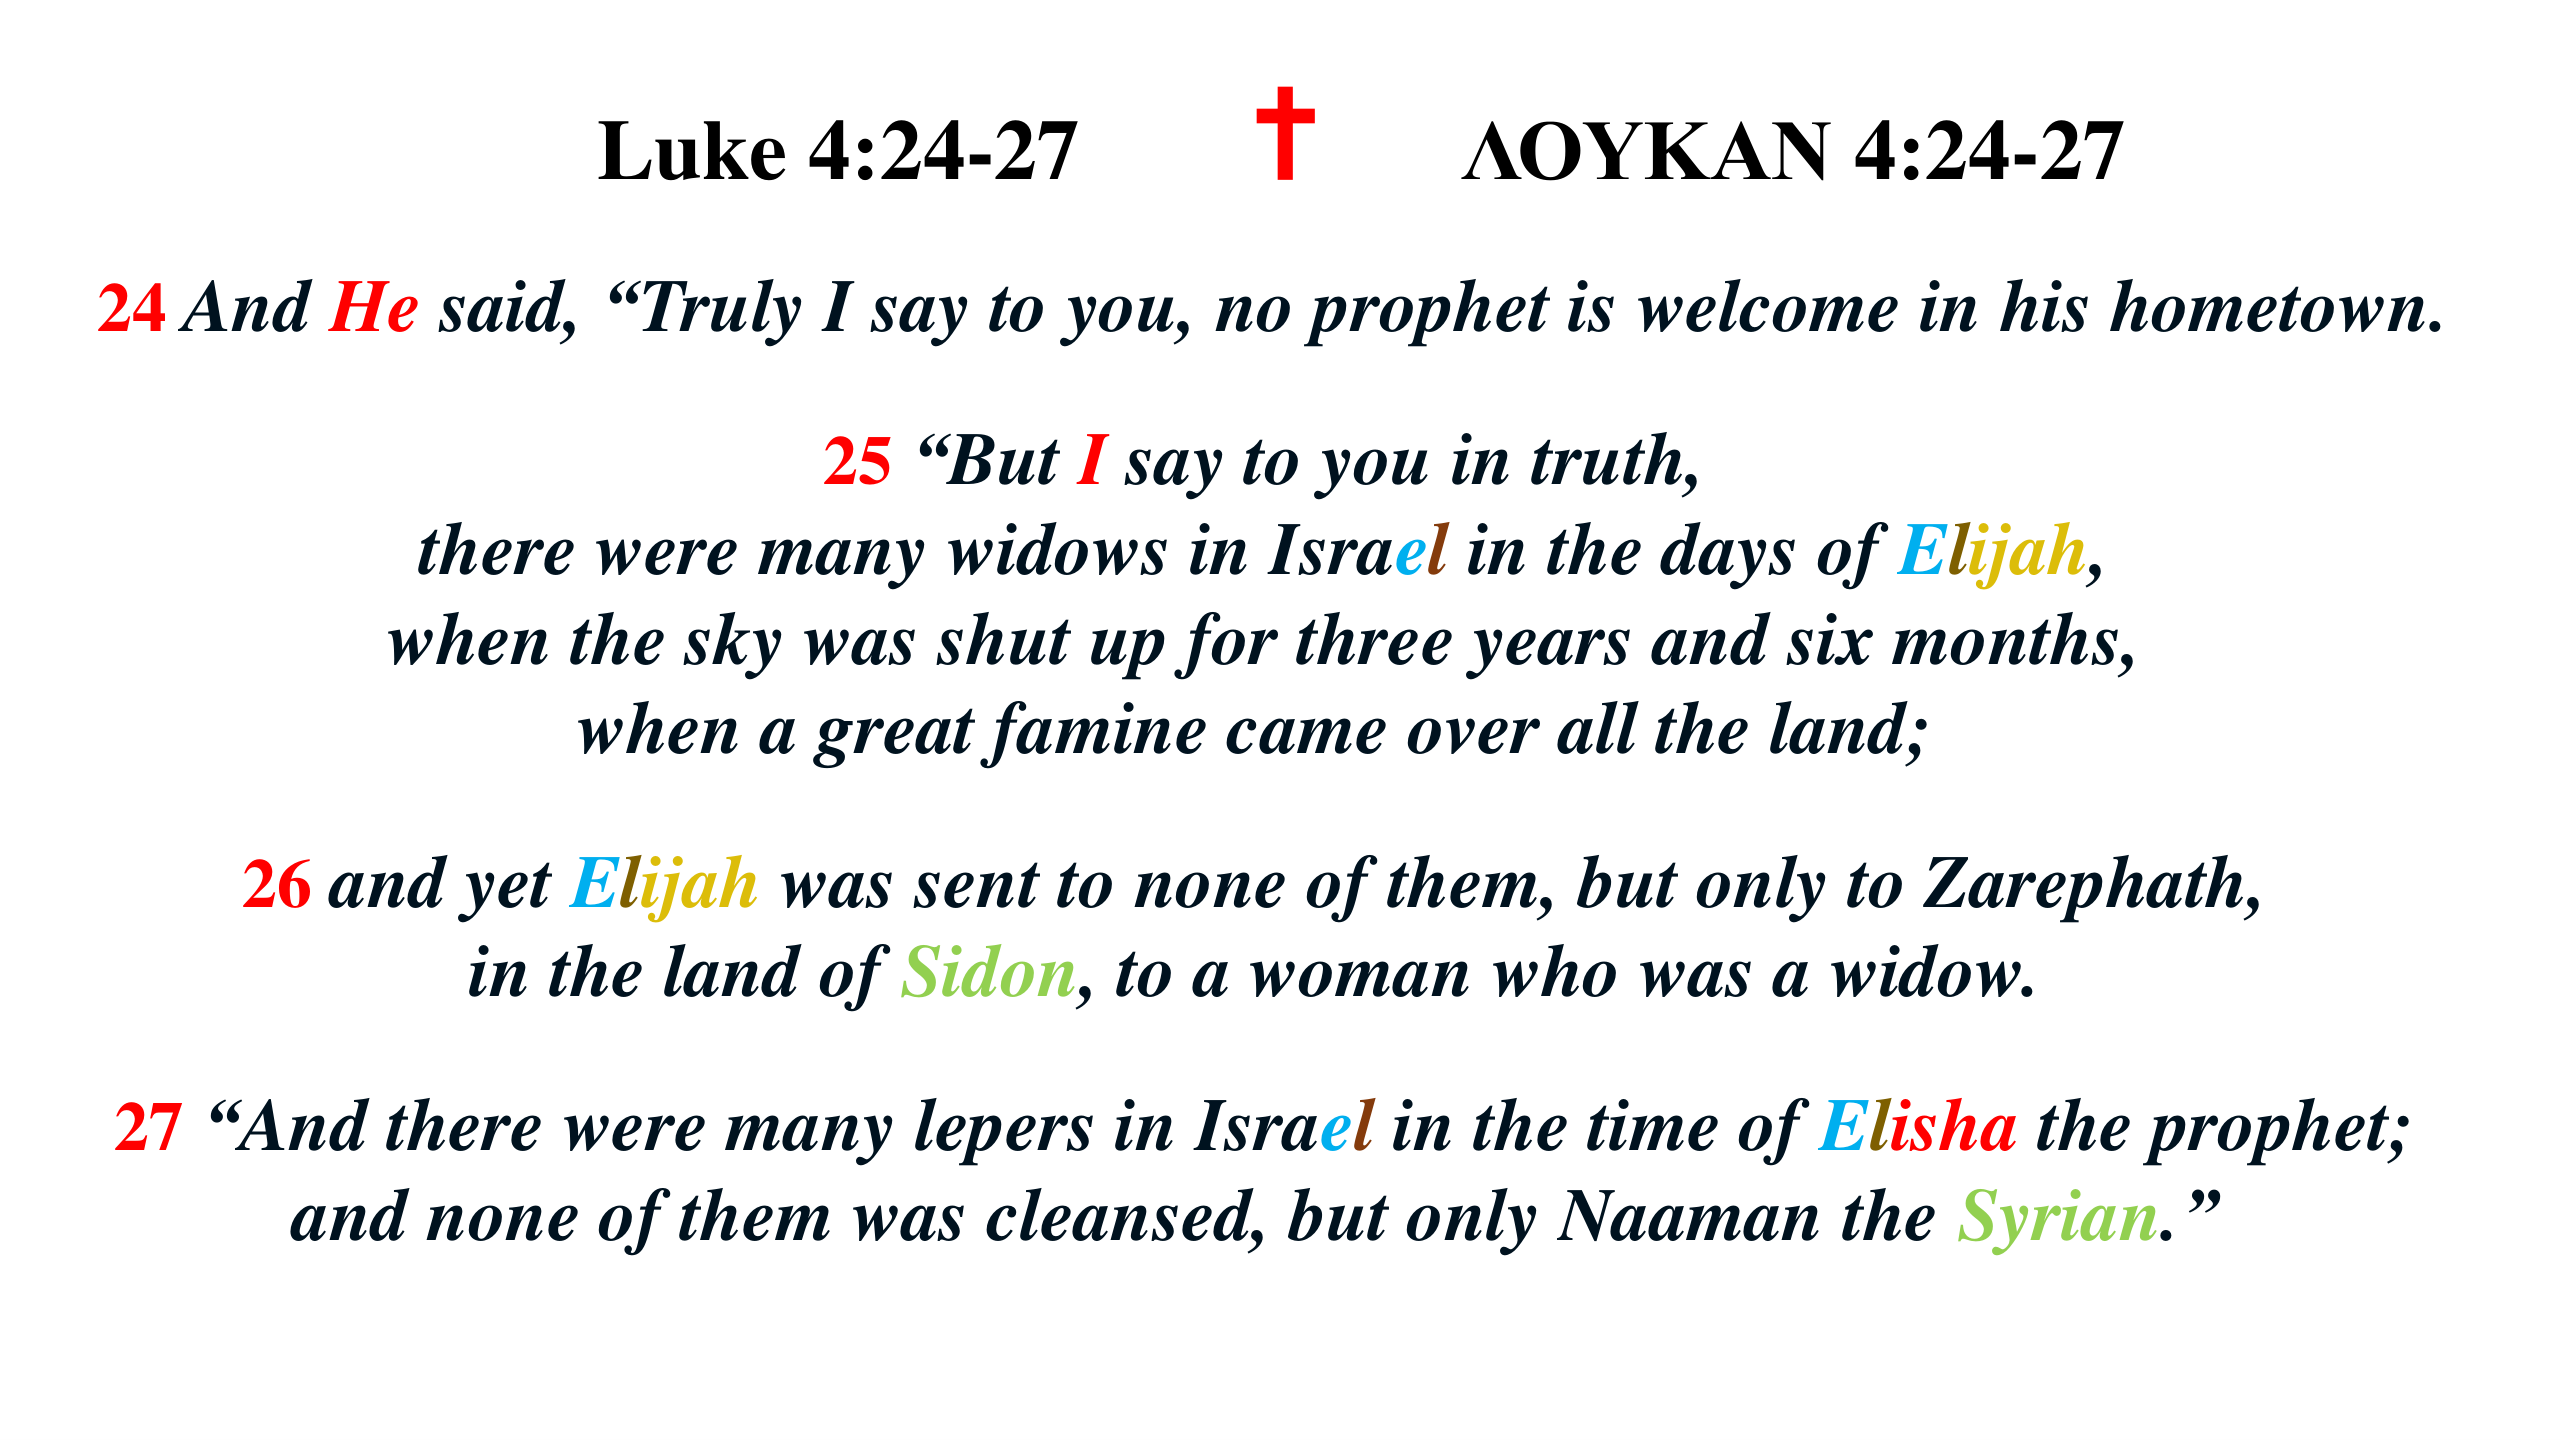 Luke 4:24-27 ✝ ΛΟΥΚΑΝ 4:24-27
24 And He said, “Truly I say to you, no prophet is welcome in his hometown.
25 “But I say to you in truth,
there were many widows in Israel in the days of Elijah,
when the sky was shut up for three years and six months,
when a great famine came over all the land;
26 and yet Elijah was sent to none of them, but only to Zarephath,
in the land of Sidon, to a woman who was a widow.
27 “And there were many lepers in Israel in the time of Elisha the prophet;
and none of them was cleansed, but only Naaman the Syrian.”